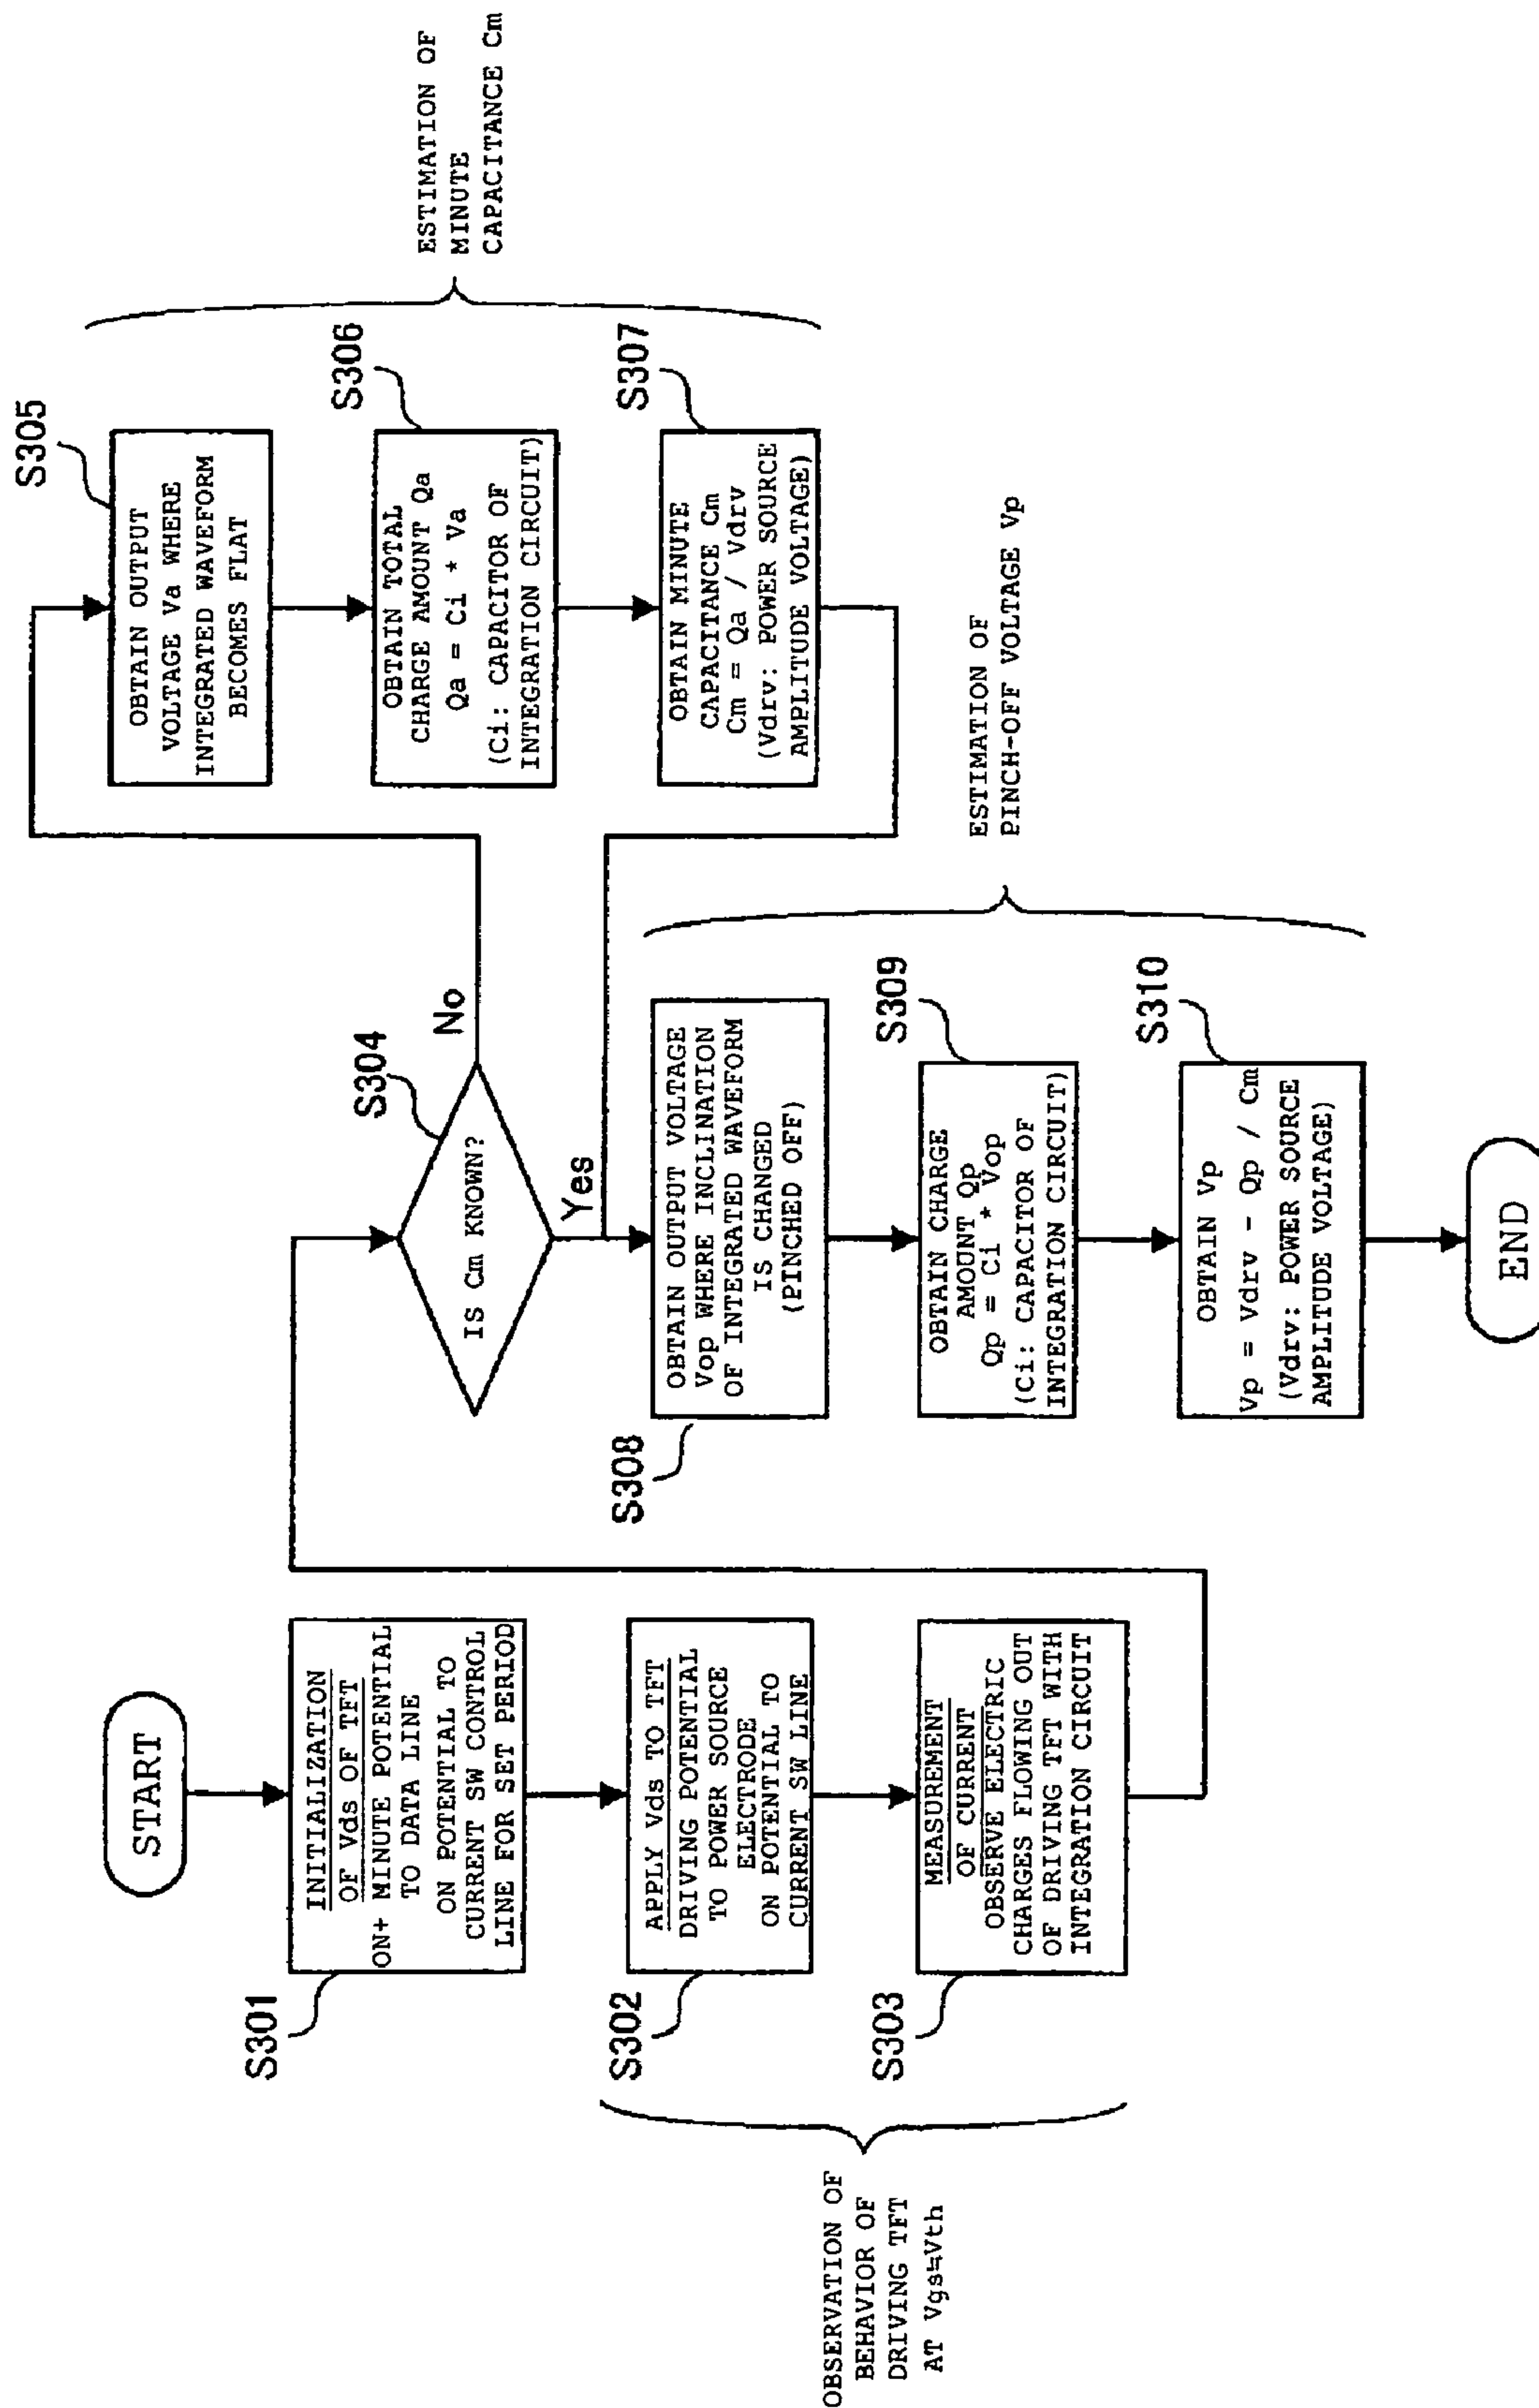 START
S301
INITIALIZATION
OF Vds OF TFT
ON+ MINUTE POTENTIAL
TO DATA LINE
ON POTENTIAL TO
CURRENT SW CONTROL
LINE FOR SET PERIOD
S302
APPLY Vds TO TFT
DRIVING POTENTIAL
TO POWER SOURCE
ELECTRODE
ON POTENTIAL TO
CURRENT SW LINE
S303
MEASUREMENT
OF CURRENT
OBSERVE ELECTRIC
CHARGES FLOWING OUT
OF DRIVING TFT WITH
INTEGRATION CIRCUIT
OBSERVATION OF
BEHAVIOR OF
DRIVING TFT
AT Vgs≒Vth
S304
IS Cm KNOWN?
No
Yes
S305
OBTAIN OUTPUT
VOLTAGE Va WHERE
INTEGRATED WAVEFORM
BECOMES FLAT
S306
OBTAIN TOTAL
CHARGE AMOUNT Qa
Qa = Ci * Va
(Ci: CAPACITOR OF
INTEGRATION CIRCUIT)
S307
OBTAIN MINUTE
CAPACITANCE Cm
Cm = Qa / Vdrv
(Vdrv: POWER SOURCE
AMPLITUDE VOLTAGE)
ESTIMATION OF
MINUTE
CAPACITANCE Cm
S308
OBTAIN OUTPUT VOLTAGE
Vop WHERE INCLINATION
OF INTEGRATED WAVEFORM
IS CHANGED
(PINCHED OFF)
S309
OBTAIN CHARGE
AMOUNT Qp
Qp = Ci * Vop
(Ci: CAPACITOR OF
INTEGRATION CIRCUIT)
S310
OBTAIN Vp
Vp = Vdrv - Qp / Cm
(Vdrv: POWER SOURCE
AMPLITUDE VOLTAGE)
ESTIMATION OF
PINCH-OFF VOLTAGE Vp
END